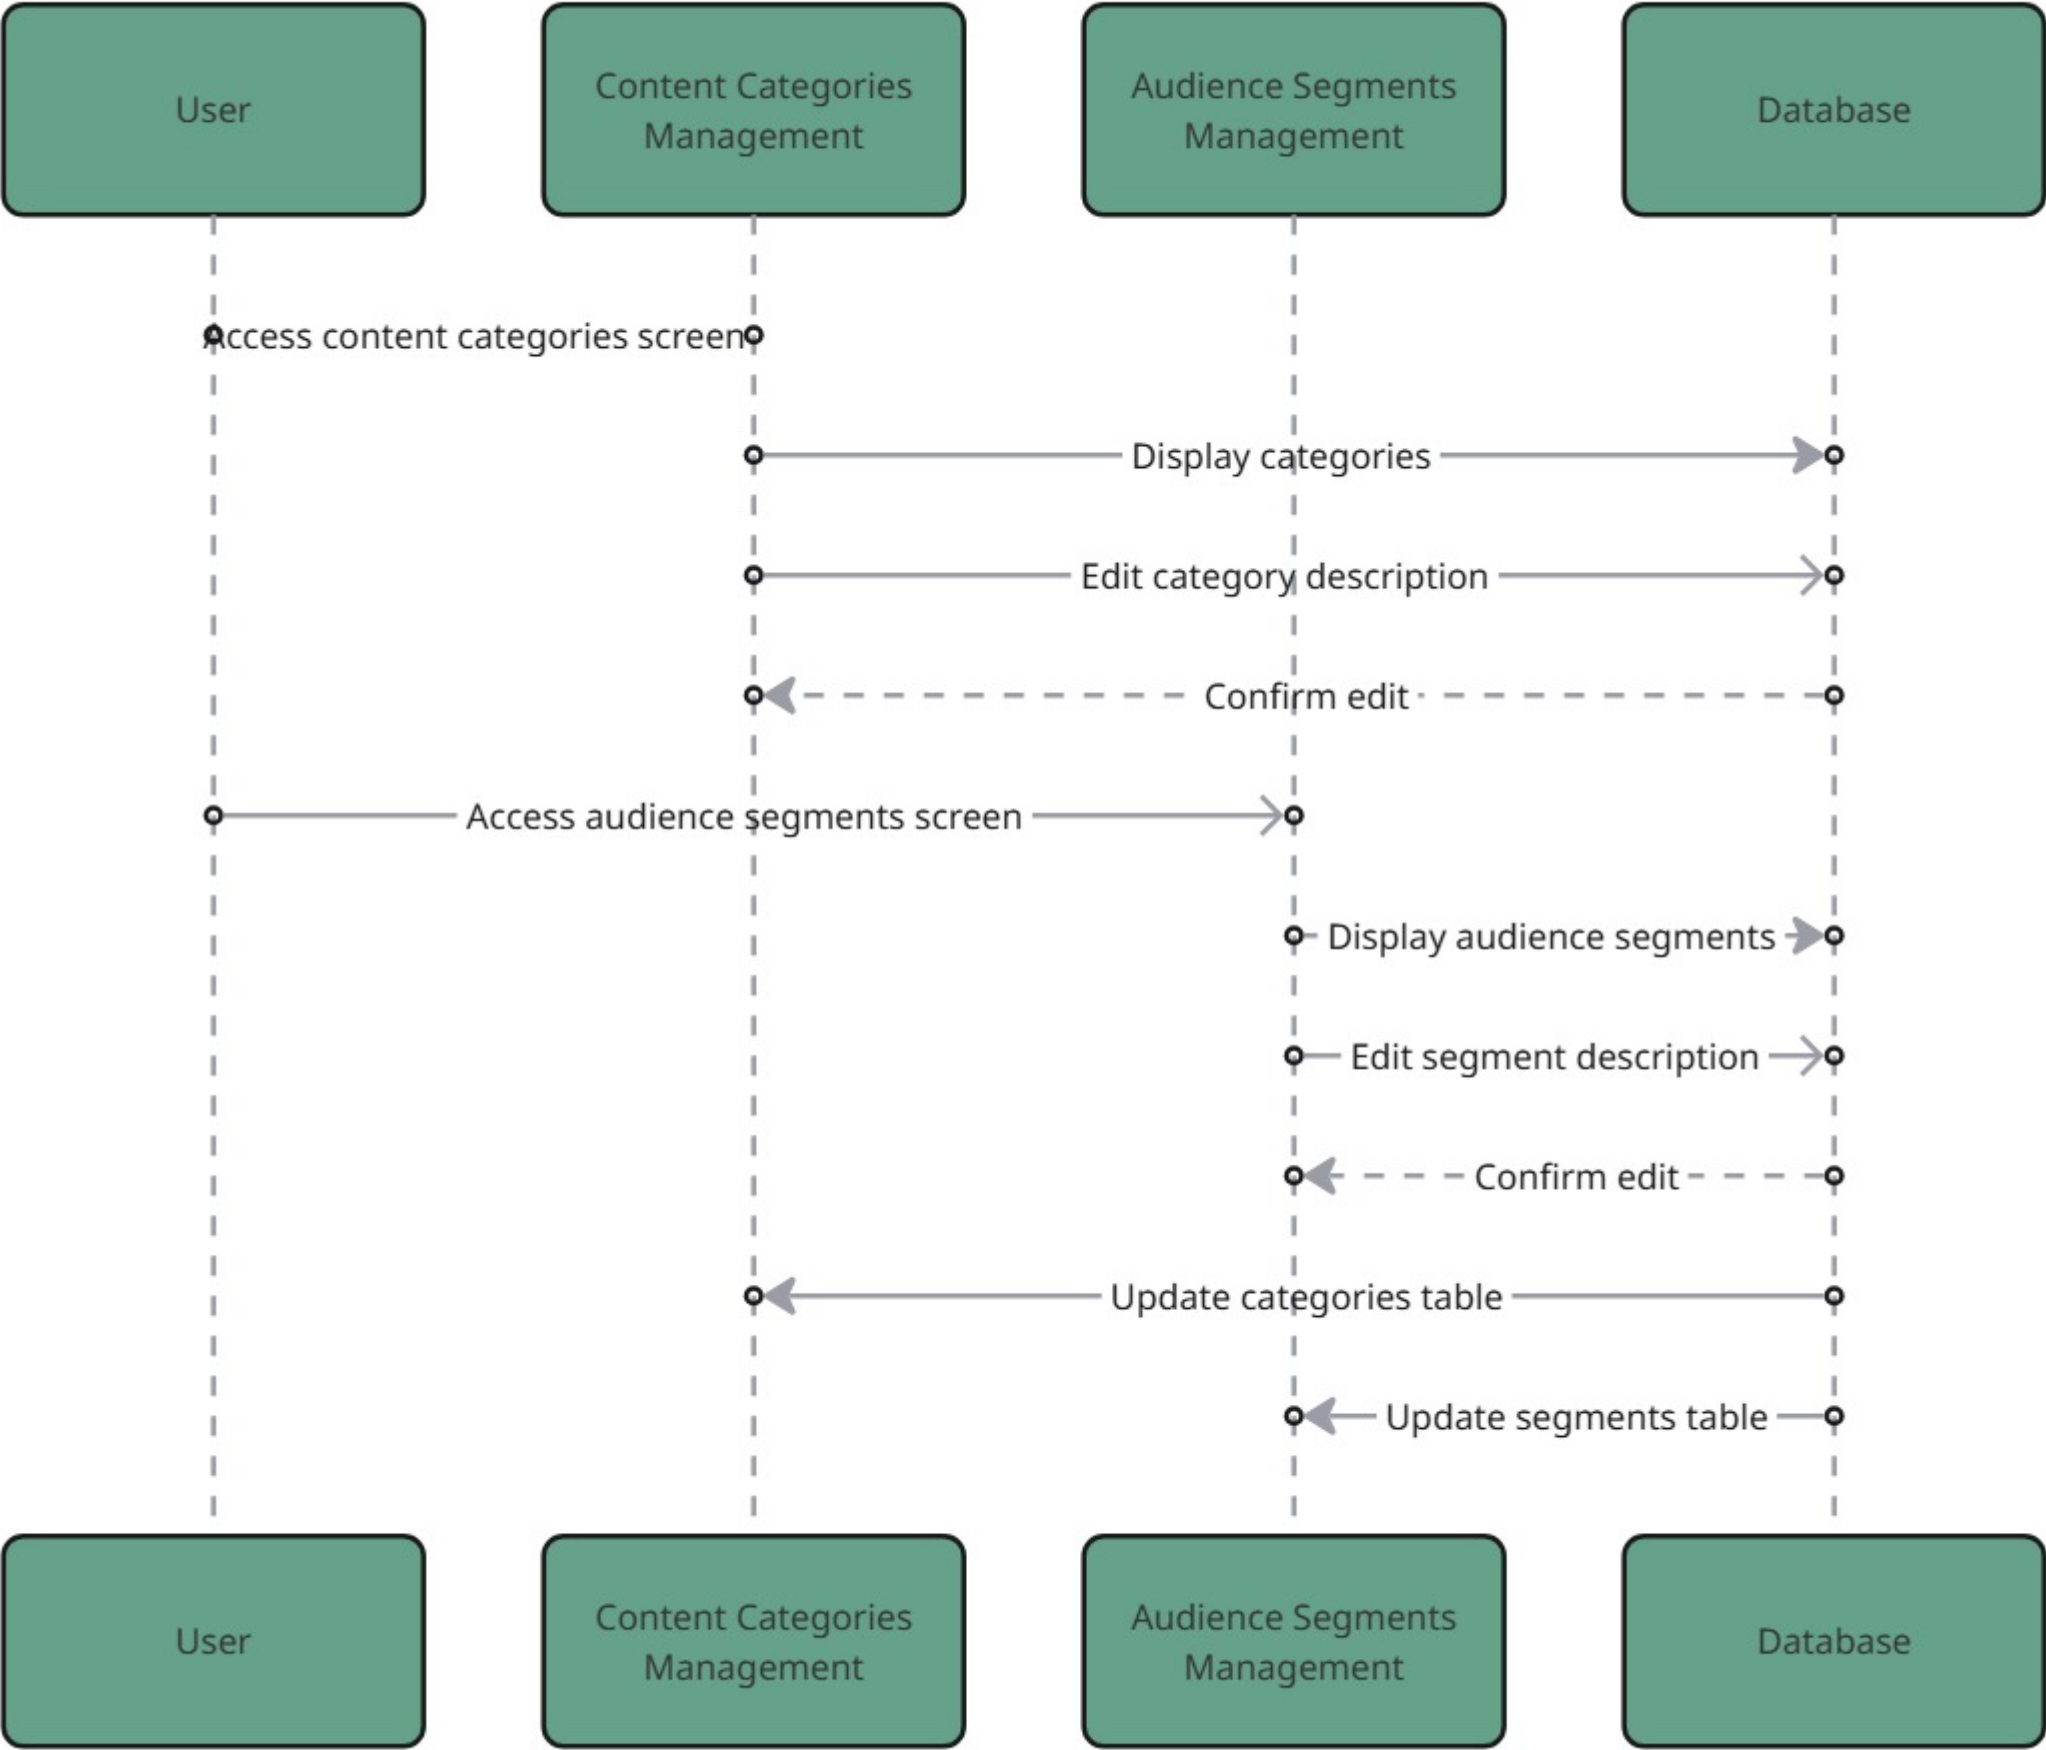 User
Content Categories
Management
Audience Segments
Management
Database
Access content categories screen
Display categories
Edit category description
Confirm edit
Access audience segments screen
Display audience segments
Edit segment description
Confirm edit
Update categories table
Update segments table
User
Content Categories
Management
Audience Segments
Management
Database